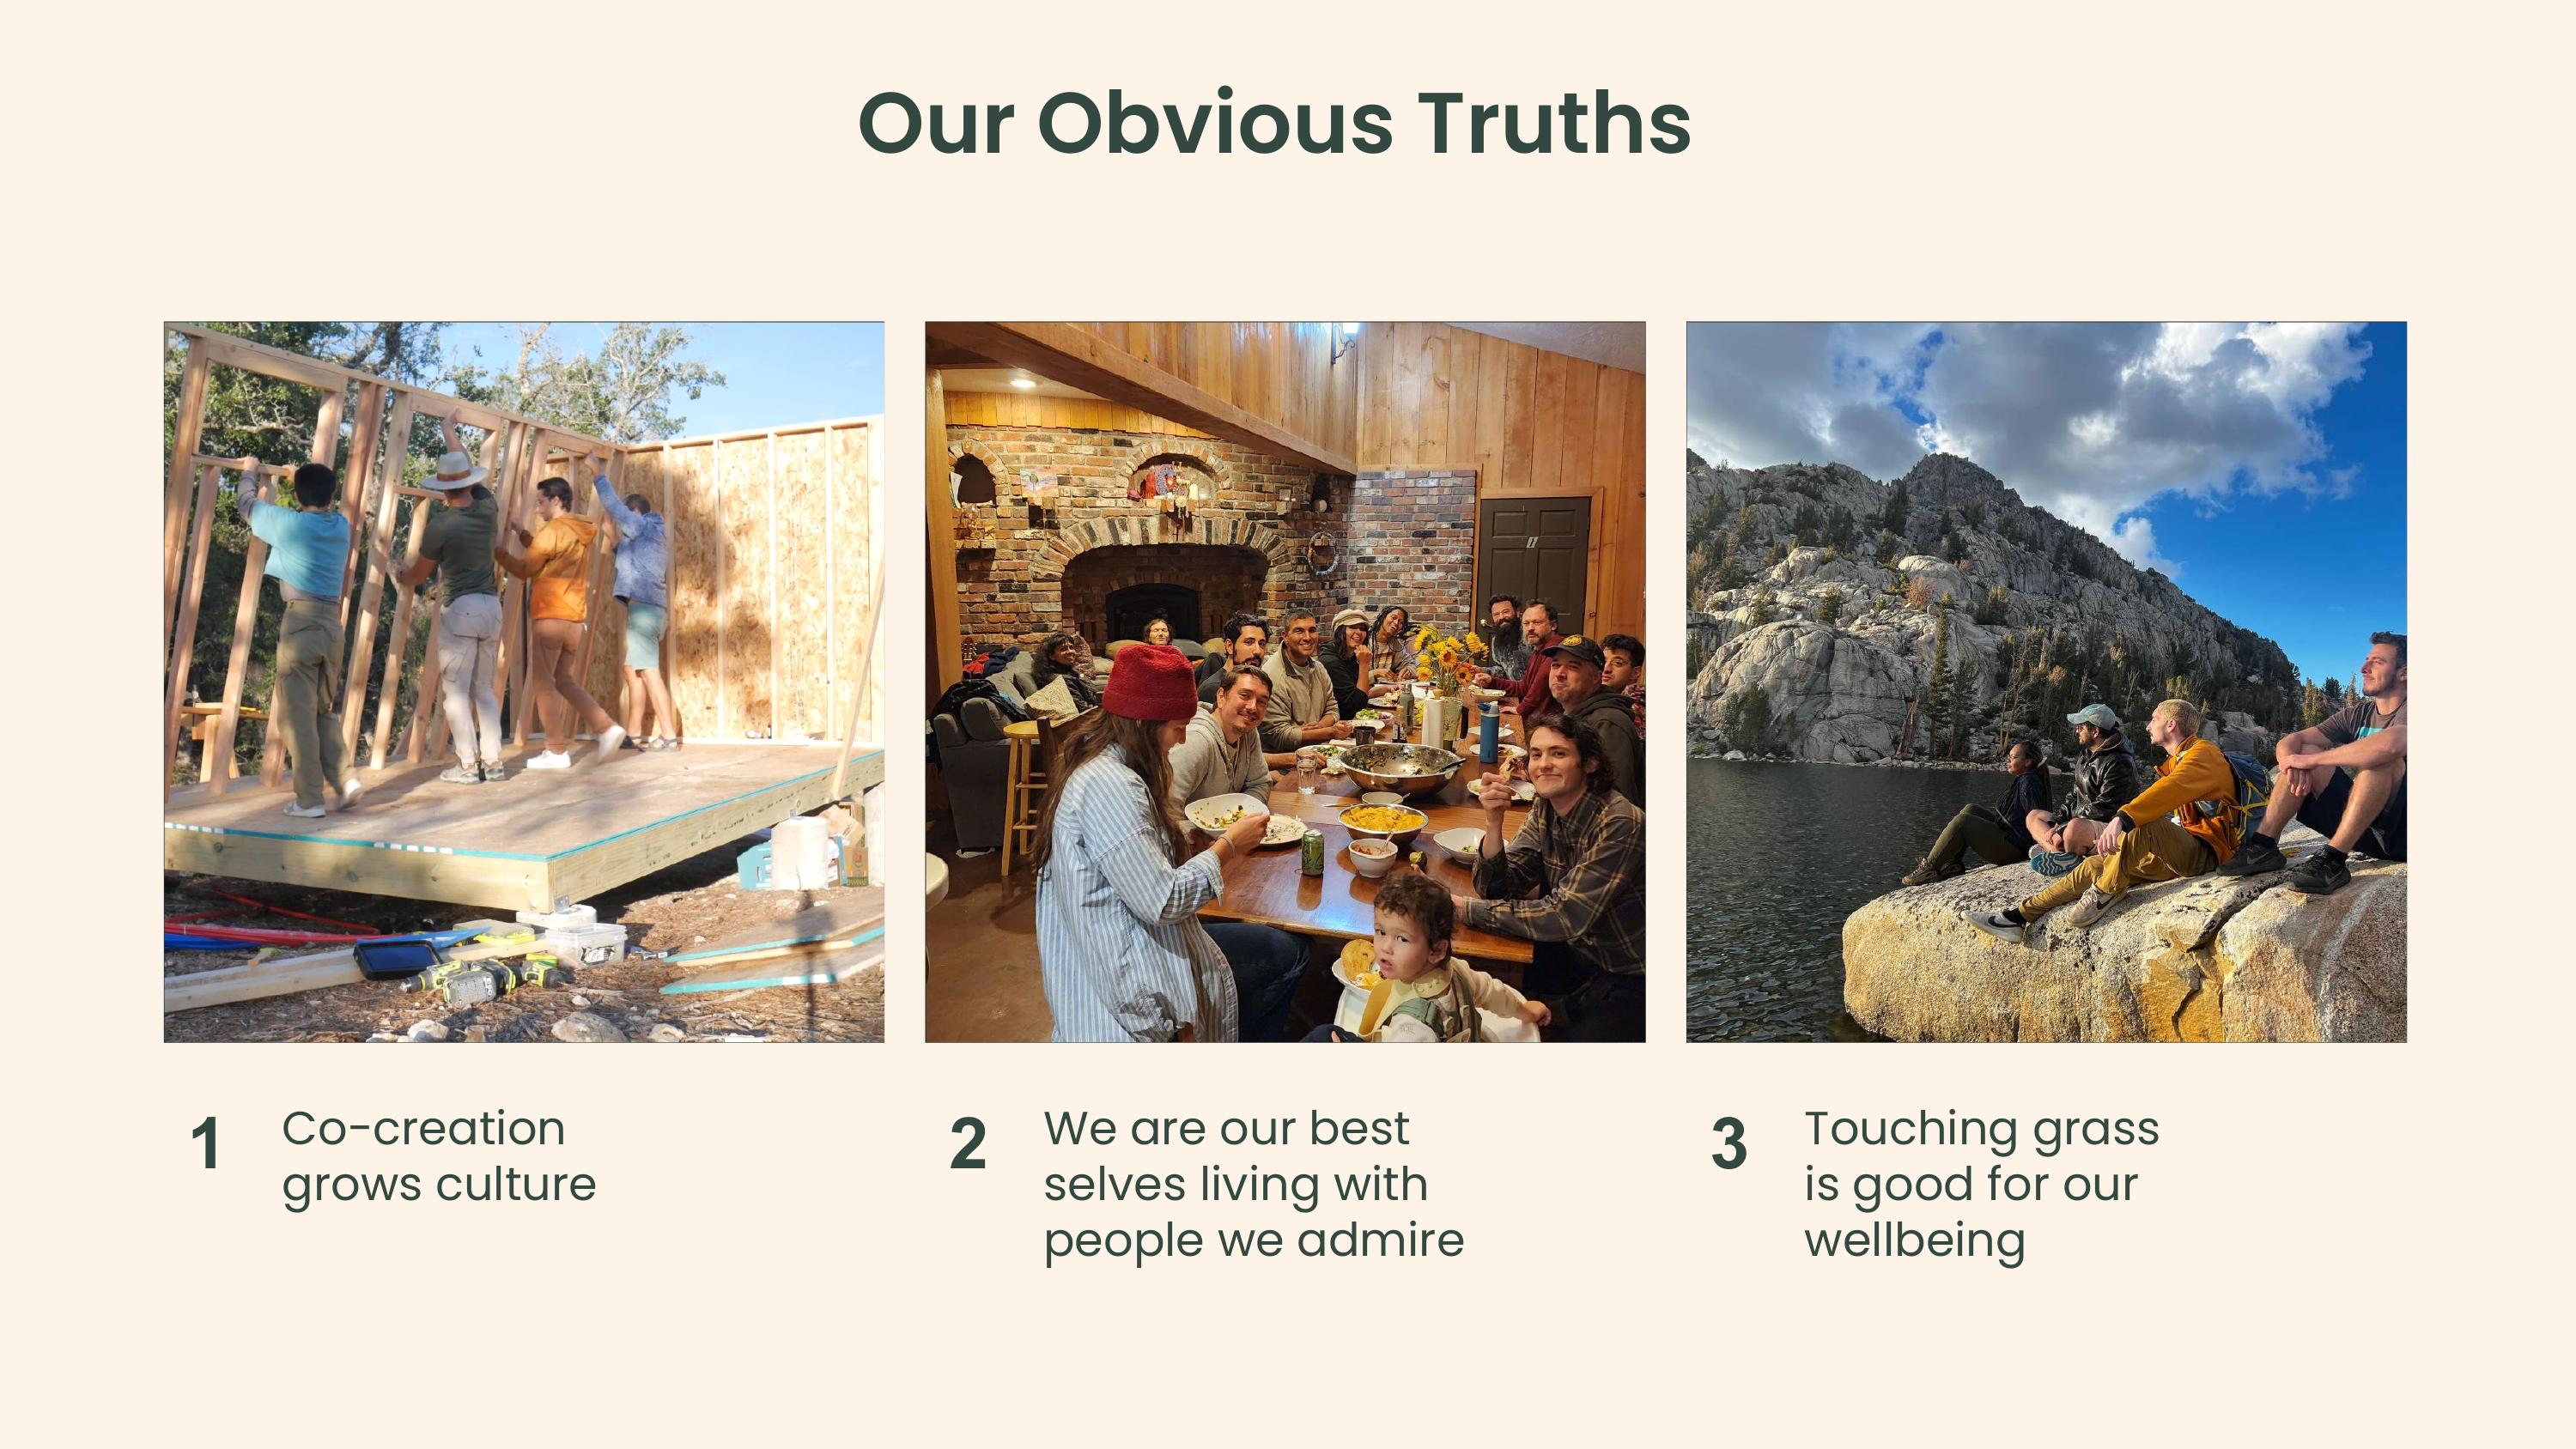 Our Obvious Truths
1
Co-creation
grows culture
2
We are our best
selves living with
people we admire
3
Touching grass
is good for our
wellbeing